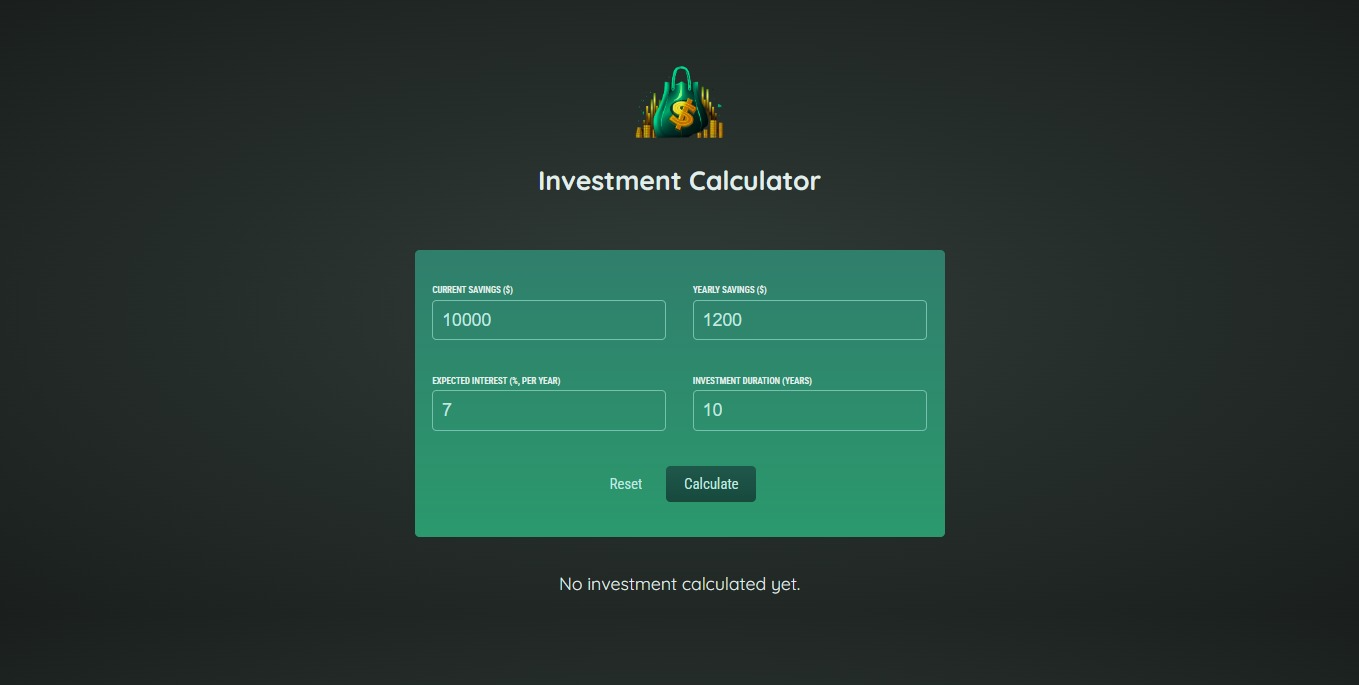 $
Investment Calculator
CURRENT SAVINGS ($) YEARLY SAVINGS ($)
10000 1200
EXPECTED INTEREST (%, PER YEAR) INVESTMENT DURATION (YEARS)
7 10
Reset Calculate
No investment calculated yet.